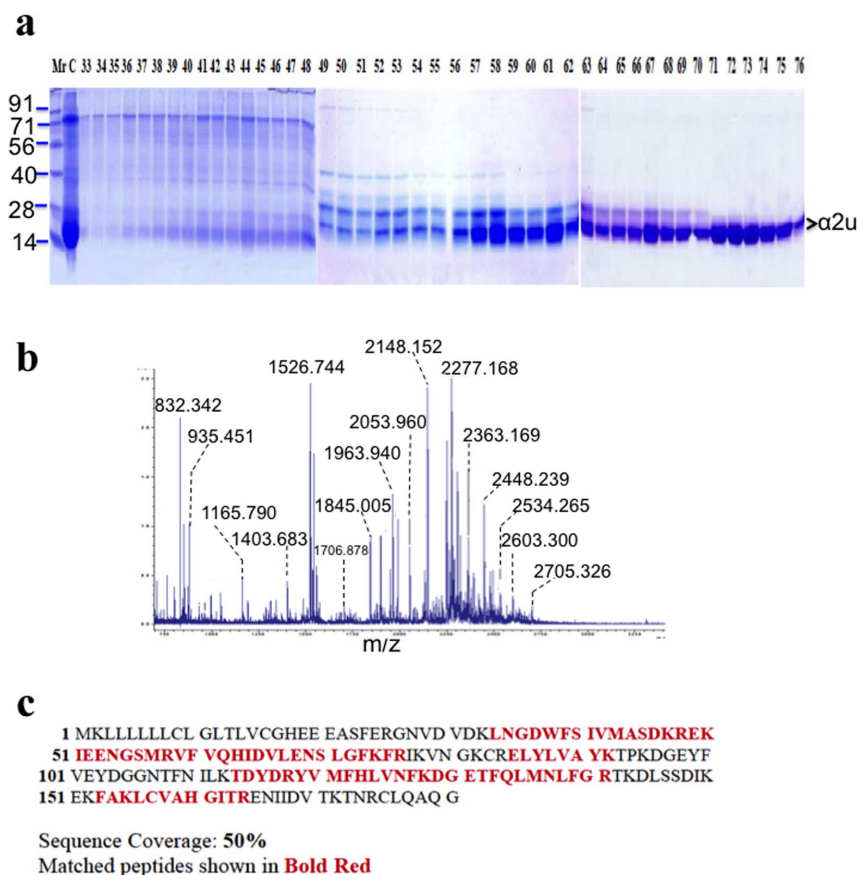 a
Mr C 33 34 35 36 37 38 39 40 41 42 43 44 45 46 47 48 49 50 51 52 53 54 55 56 57 58 59 60 61 62 63 64 65 66 67 68 69 70 71 72 73 74 75 76
91
71
56
40
28
14
>α2u
b
2148.152
1526.744 2277.168
832.342 2053.960
935.451 1963.940 2363.169
2448.239
1165.790 1845.005 2534.265
1403.683 1706.878 2603.300
2705.326
m/z
c
1 MKLLLLLLCL GLTLVCGHEE EASFERGNVD VDKLNGDWFS IVMASDKREK
51 IEENGSMRVF VQHIDVLENS LGFKFRIKVN GKCRELYLVA YKTPKDGEYF
101 VEYDGGNTFN ILKTDYDRYV MFHLVNFKDG ETFQLMNLFG RTKDLSSDIK
151 EKFAKLCVAH GITRENIIDV TKTNRCLQAQ G
Sequence Coverage: 50%
Matched peptides shown in Bold Red